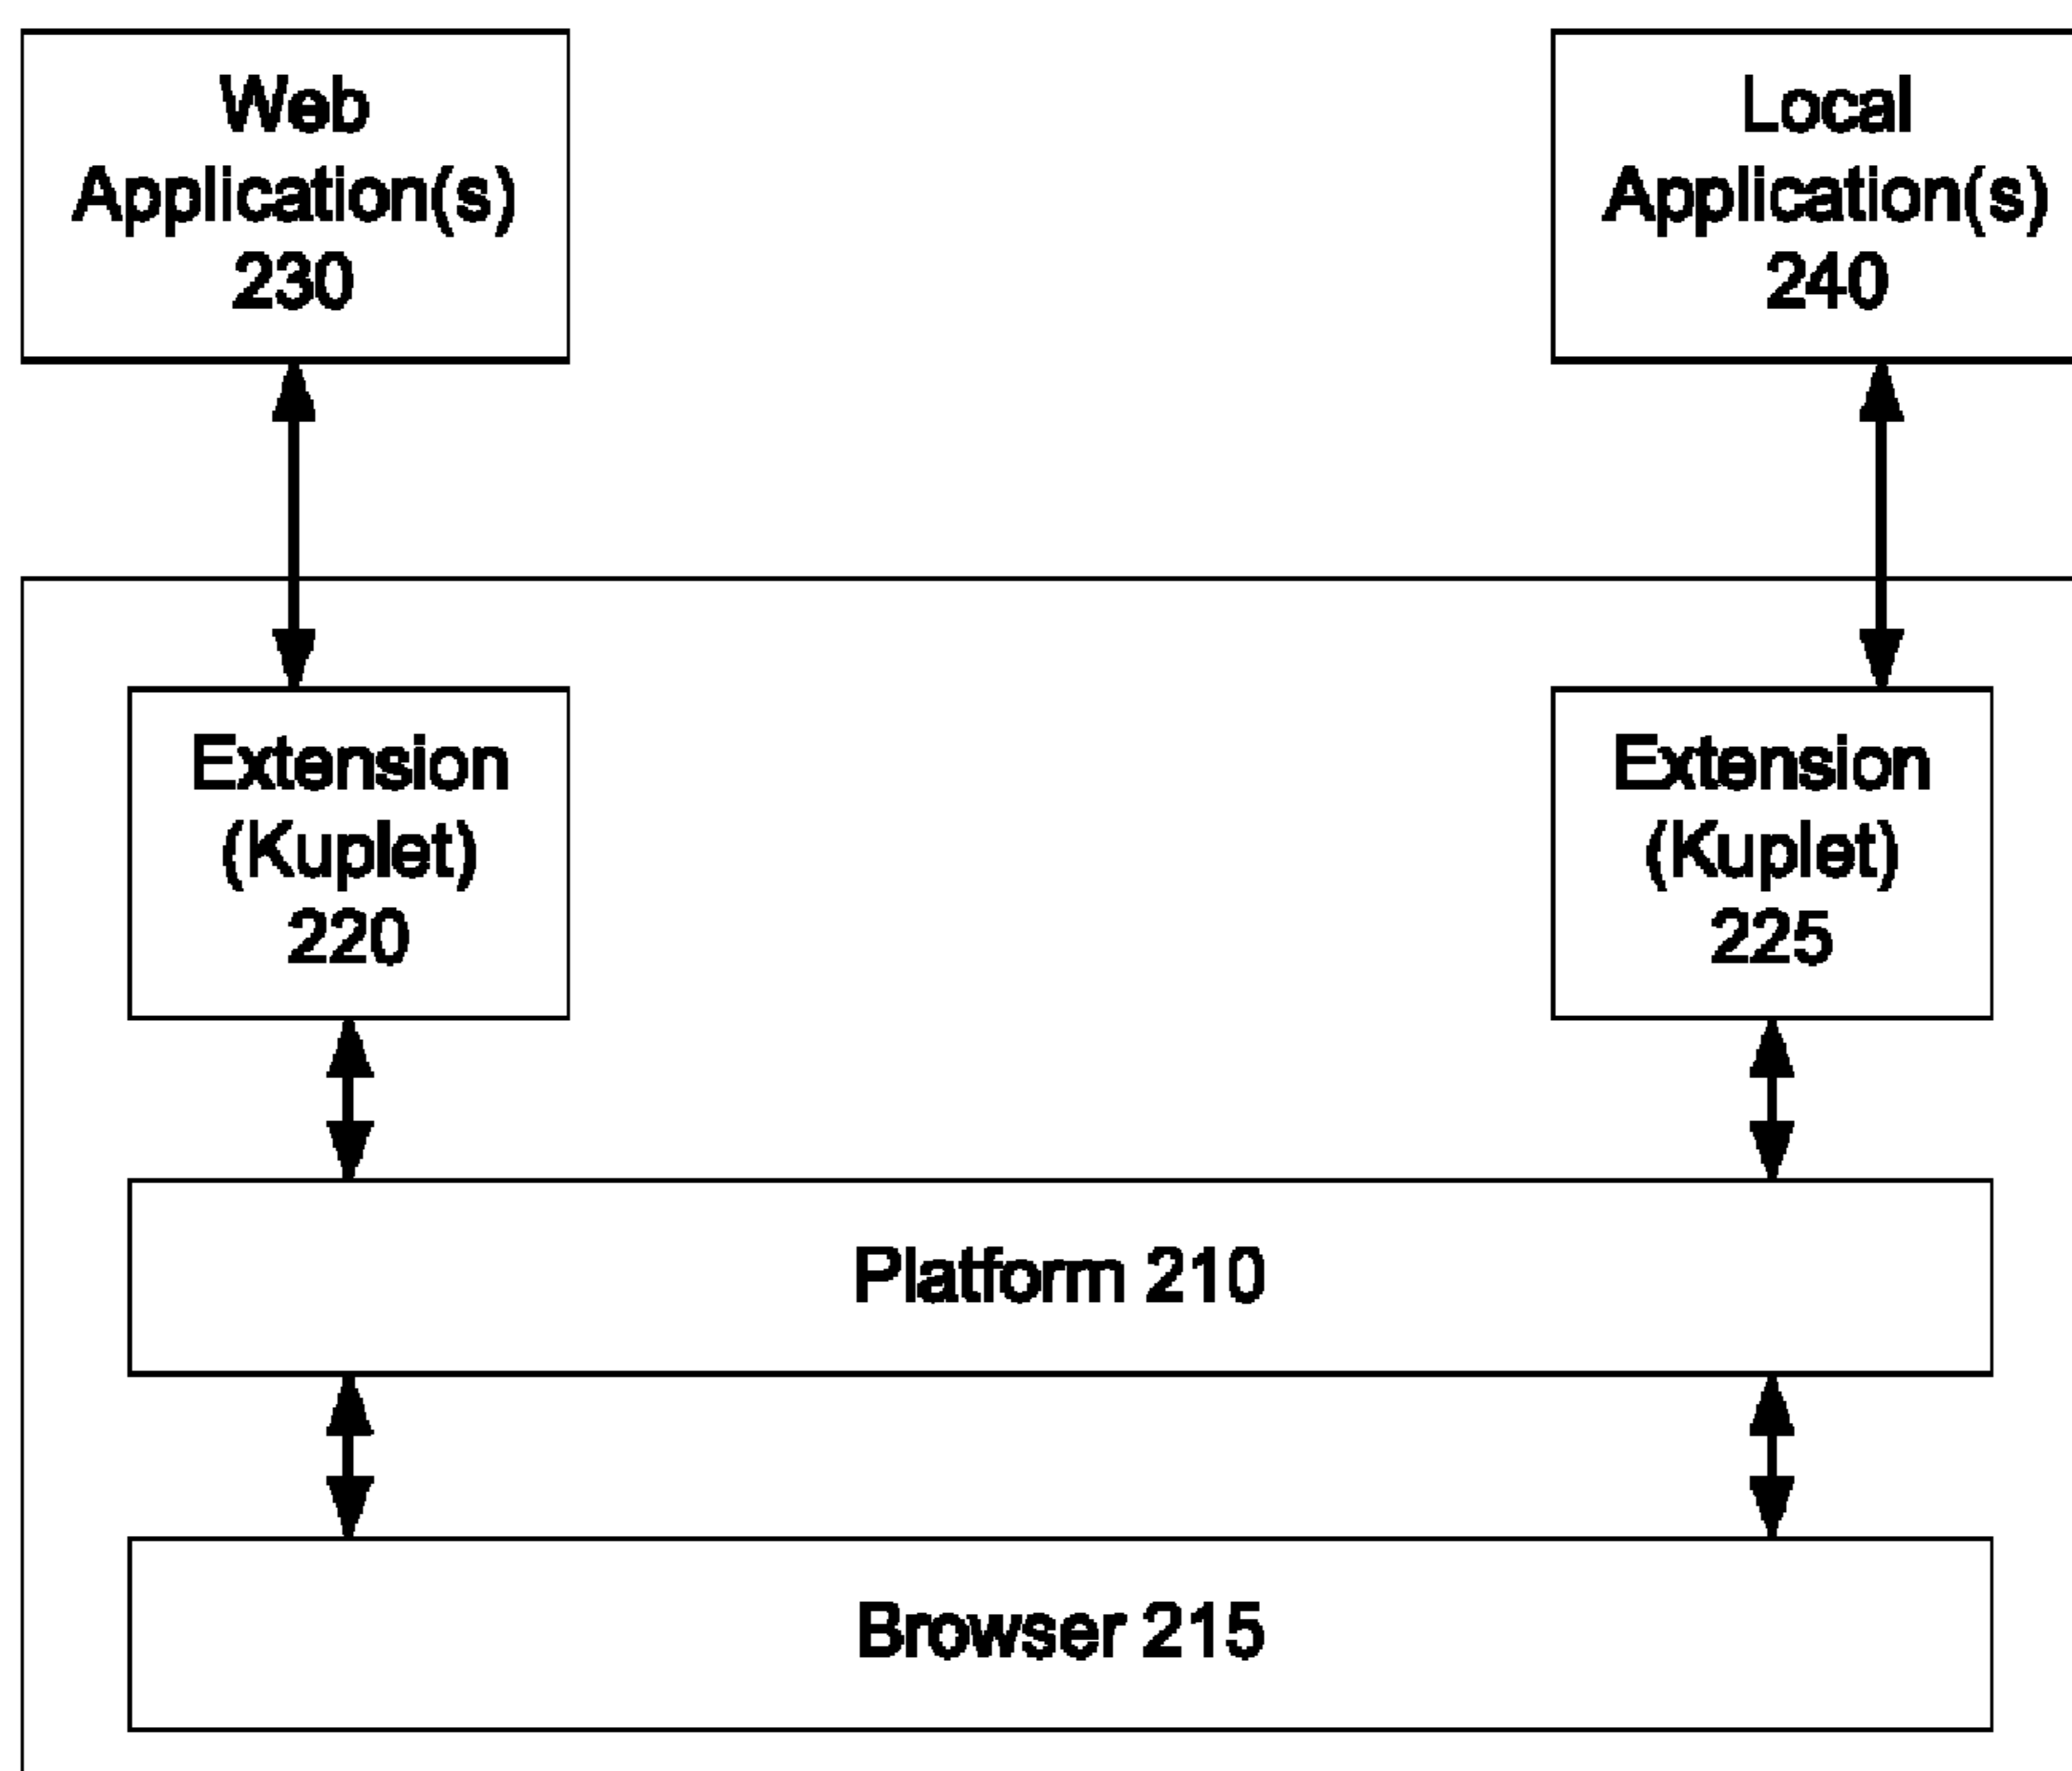 Web
Application(s)
230
Local
Application(s)
240
Extension
(Kuplet)
220
Extension
(Kuplet)
225
Platform 210
Browser 215